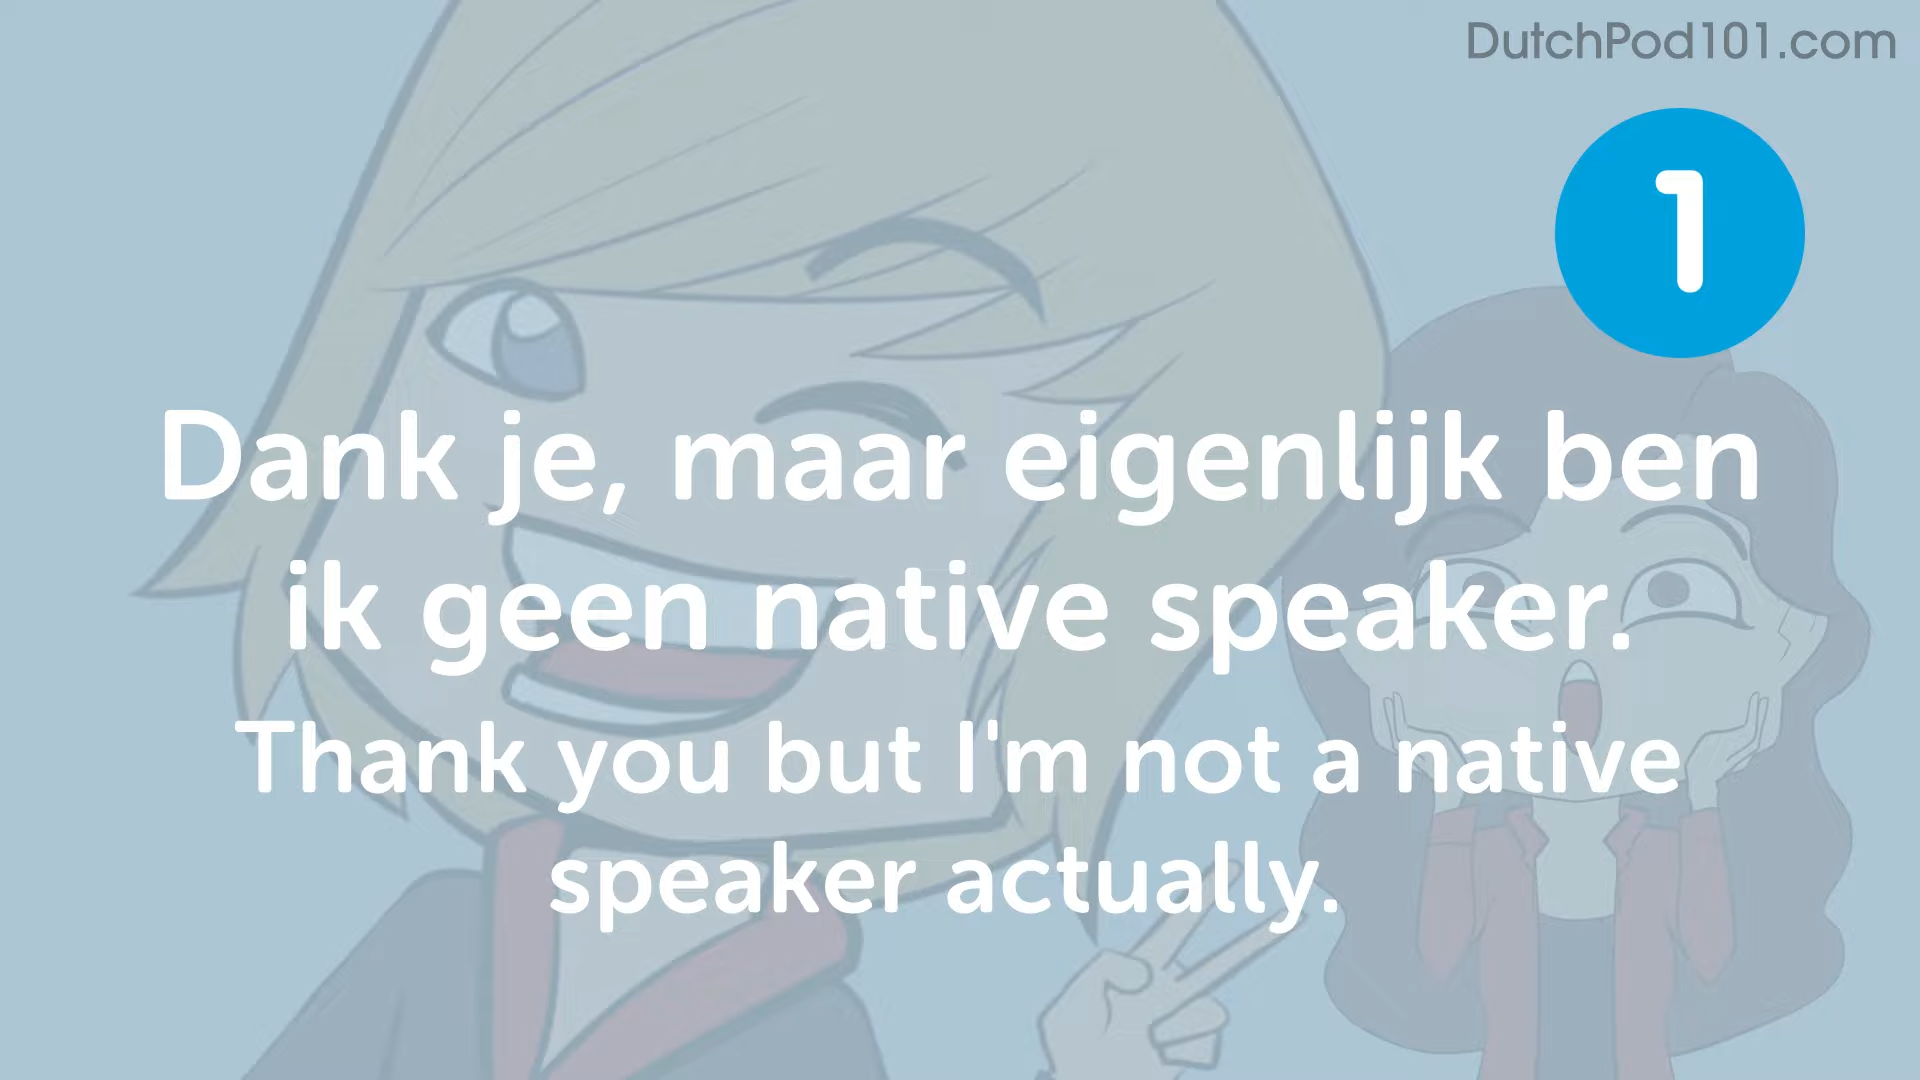 DutchPod101.com
1
Dank je, maar eigenlijk ben
ik geen native speaker.
Thank you but I'm not a native
speaker actually.